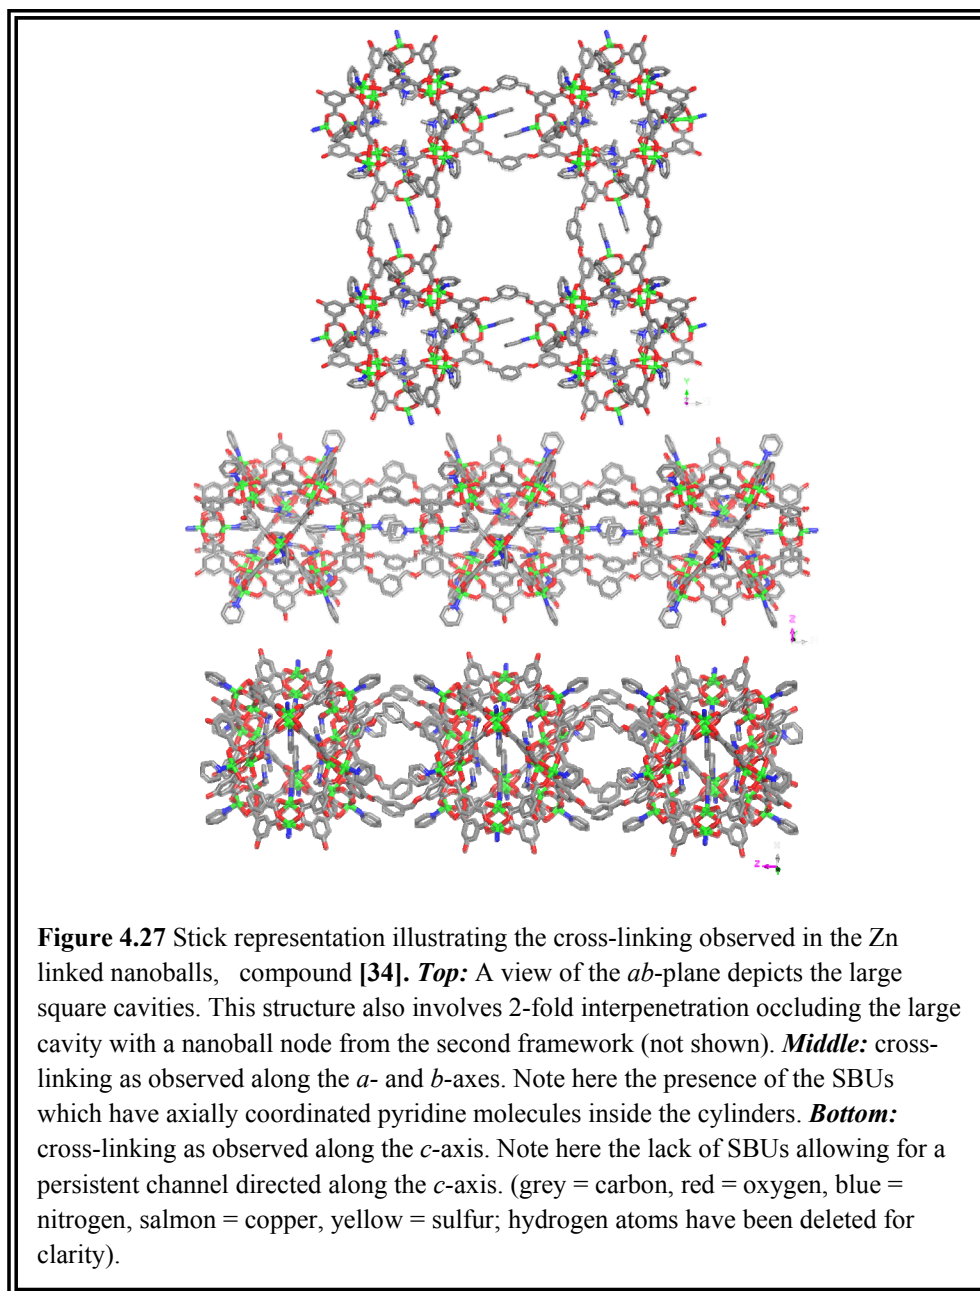 Y
Z
Z
Figure 4.27 Stick representation illustrating the cross-linking observed in the Zn
linked nanoballs, compound [34]. Top: A view of the ab-plane depicts the large
square cavities. This structure also involves 2-fold interpenetration occluding the large
cavity with a nanoball node from the second framework (not shown). Middle: cross-
linking as observed along the a- and b-axes. Note here the presence of the SBUs
which have axially coordinated pyridine molecules inside the cylinders. Bottom:
cross-linking as observed along the c-axis. Note here the lack of SBUs allowing for a
persistent channel directed along the c-axis. (grey = carbon, red = oxygen, blue =
nitrogen, salmon = copper, yellow = sulfur; hydrogen atoms have been deleted for
clarity).